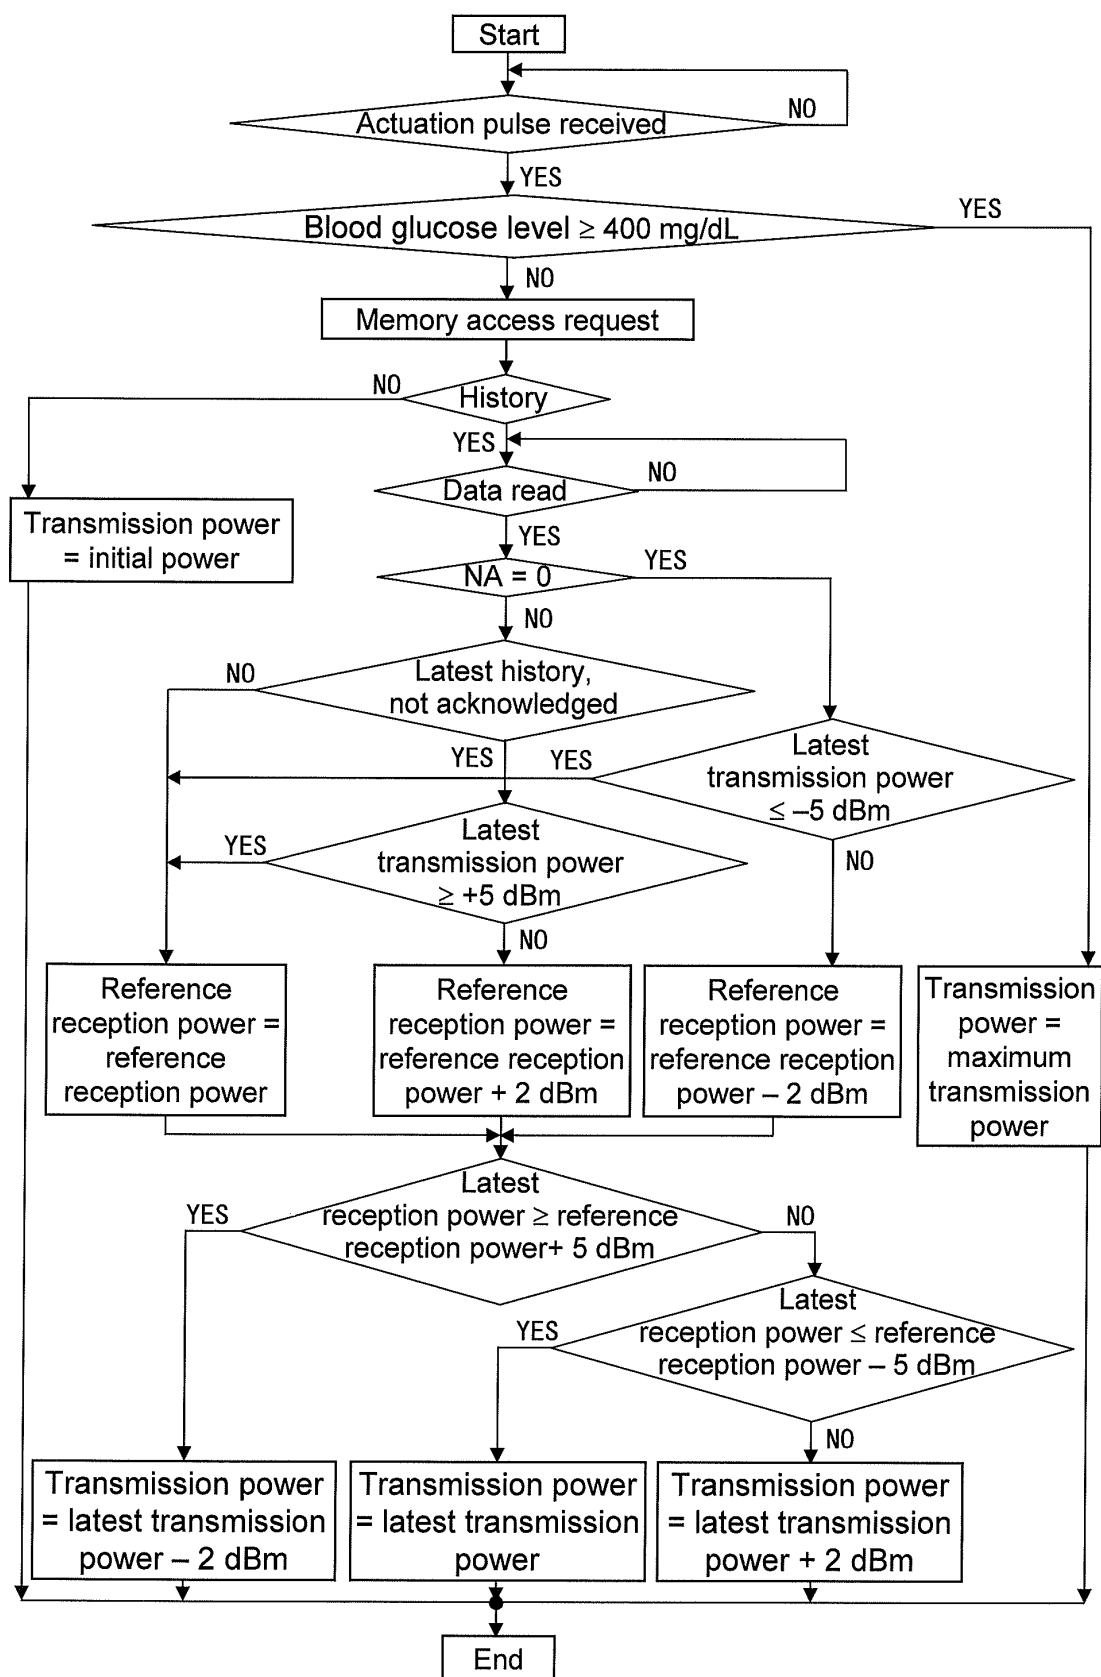 Start
Actuation pulse received
NO
YES
Blood glucose level ≥ 400 mg/dL
YES
NO
Memory access request
NO
History
YES
Data read
NO
Transmission power
= initial power
YES
NA = 0
YES
NO
NO
Latest history,
not acknowledged
YES
YES
Latest
transmission power
≤ –5 dBm
YES
Latest
transmission power
≥ +5 dBm
NO
NO
Reference
reception power =
reference
reception power
Reference
reception power =
reference reception
power + 2 dBm
Reference
reception power =
reference reception
power – 2 dBm
Transmission
power =
maximum
transmission
power
Latest
reception power ≥ reference
reception power+ 5 dBm
YES
NO
Latest
reception power ≤ reference
reception power – 5 dBm
YES
NO
Transmission power
= latest transmission
power – 2 dBm
Transmission power
= latest transmission
power
Transmission power
= latest transmission
power + 2 dBm
End